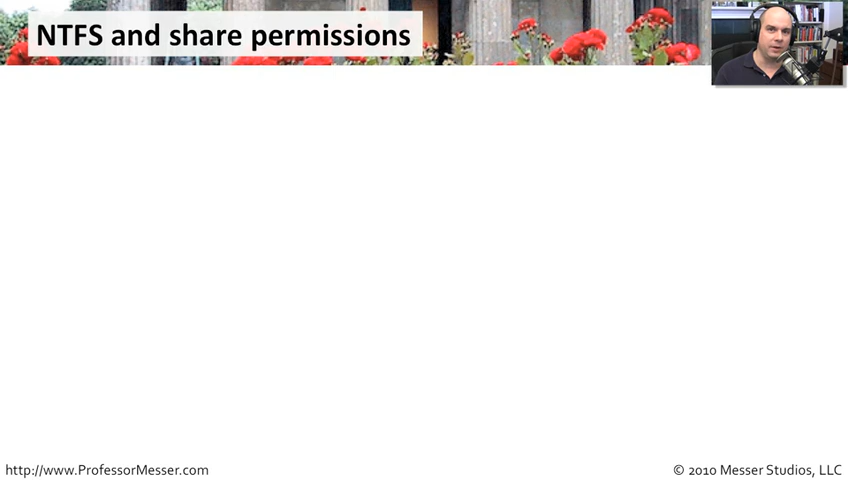 NTFS and share permissions
http://www.ProfessorMesser.com
© 2010 Messer Studios, LLC